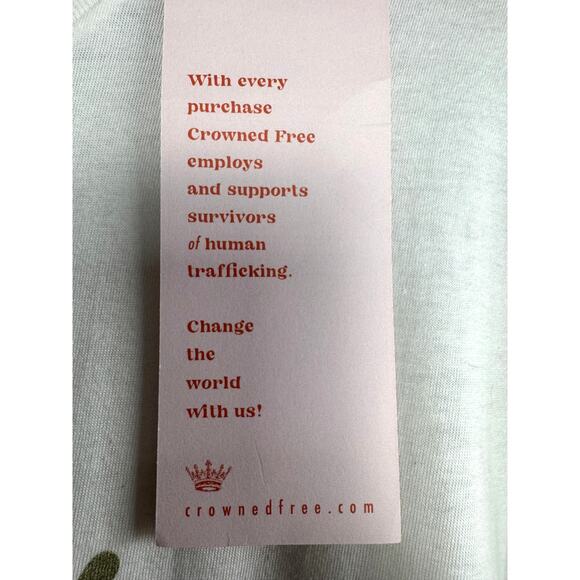 With every
purchase
Crowned Free
employs
and supports
survivors
of human
trafficking.
Change
the
world
with us!
crownedfree.com